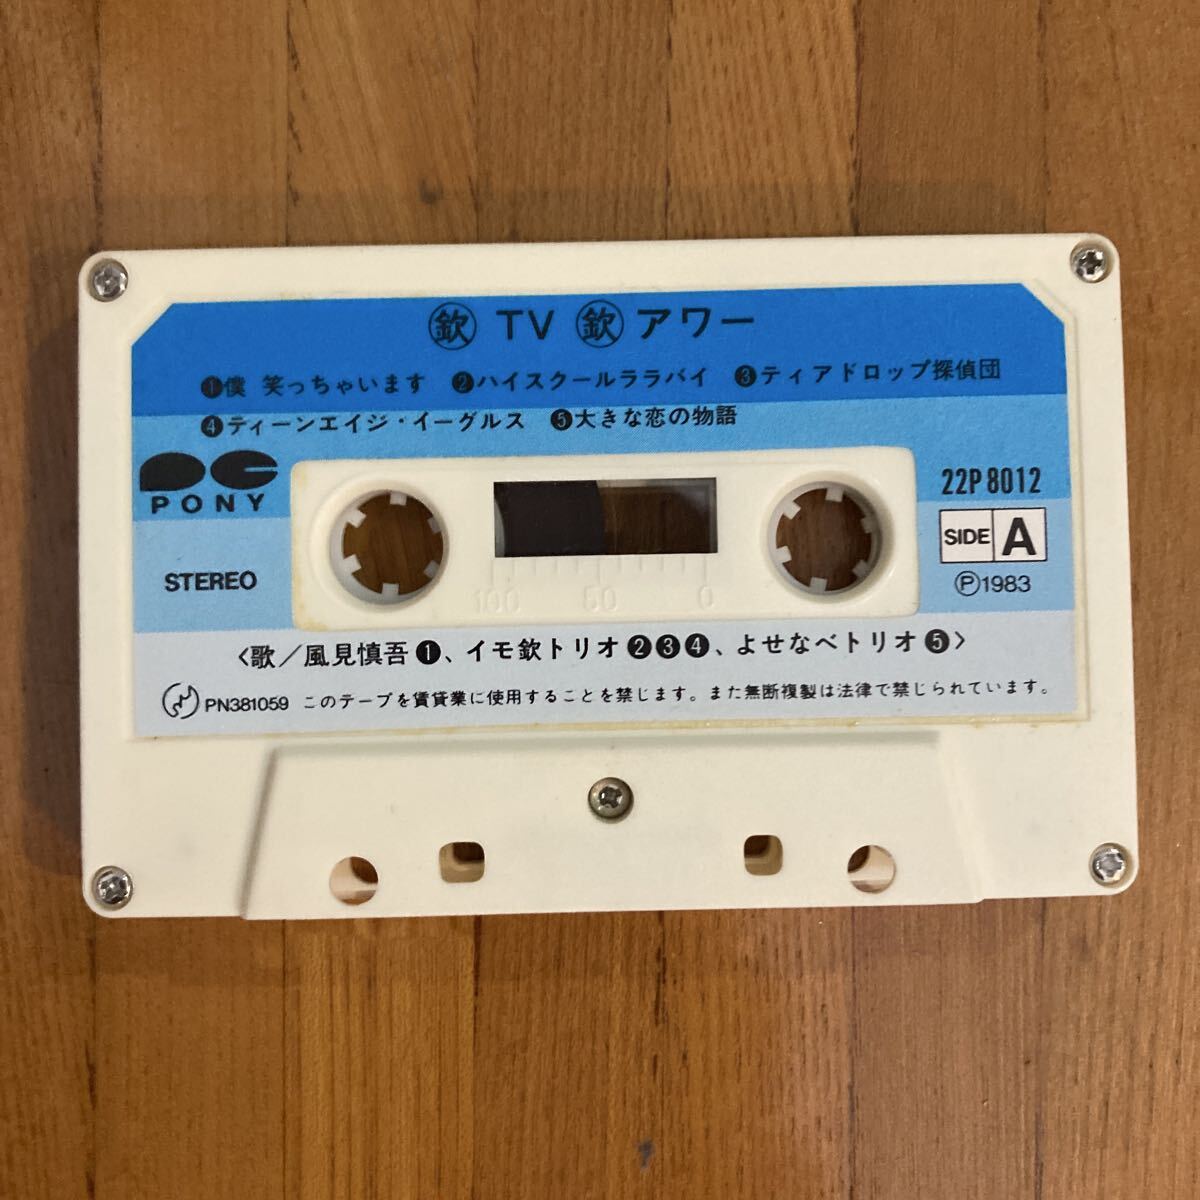 ㊎欽 TV 欽 アワー
❶僕 笑っちゃいます ❷ハイスクールララバイ ❸ティアドロップ探偵団
❹ティーンエイジ・イーグルス ❺大きな恋の物語
PONY
22P8012
SIDE A
STEREO
100 50 0
Ⓟ1983
〈歌／風見慎吾❶、イモ欽トリオ❷❸❹、よせなべトリオ❺〉
PN381059 このテープを賃貸業に使用することを禁じます。また無断複製は法律で禁じられています。